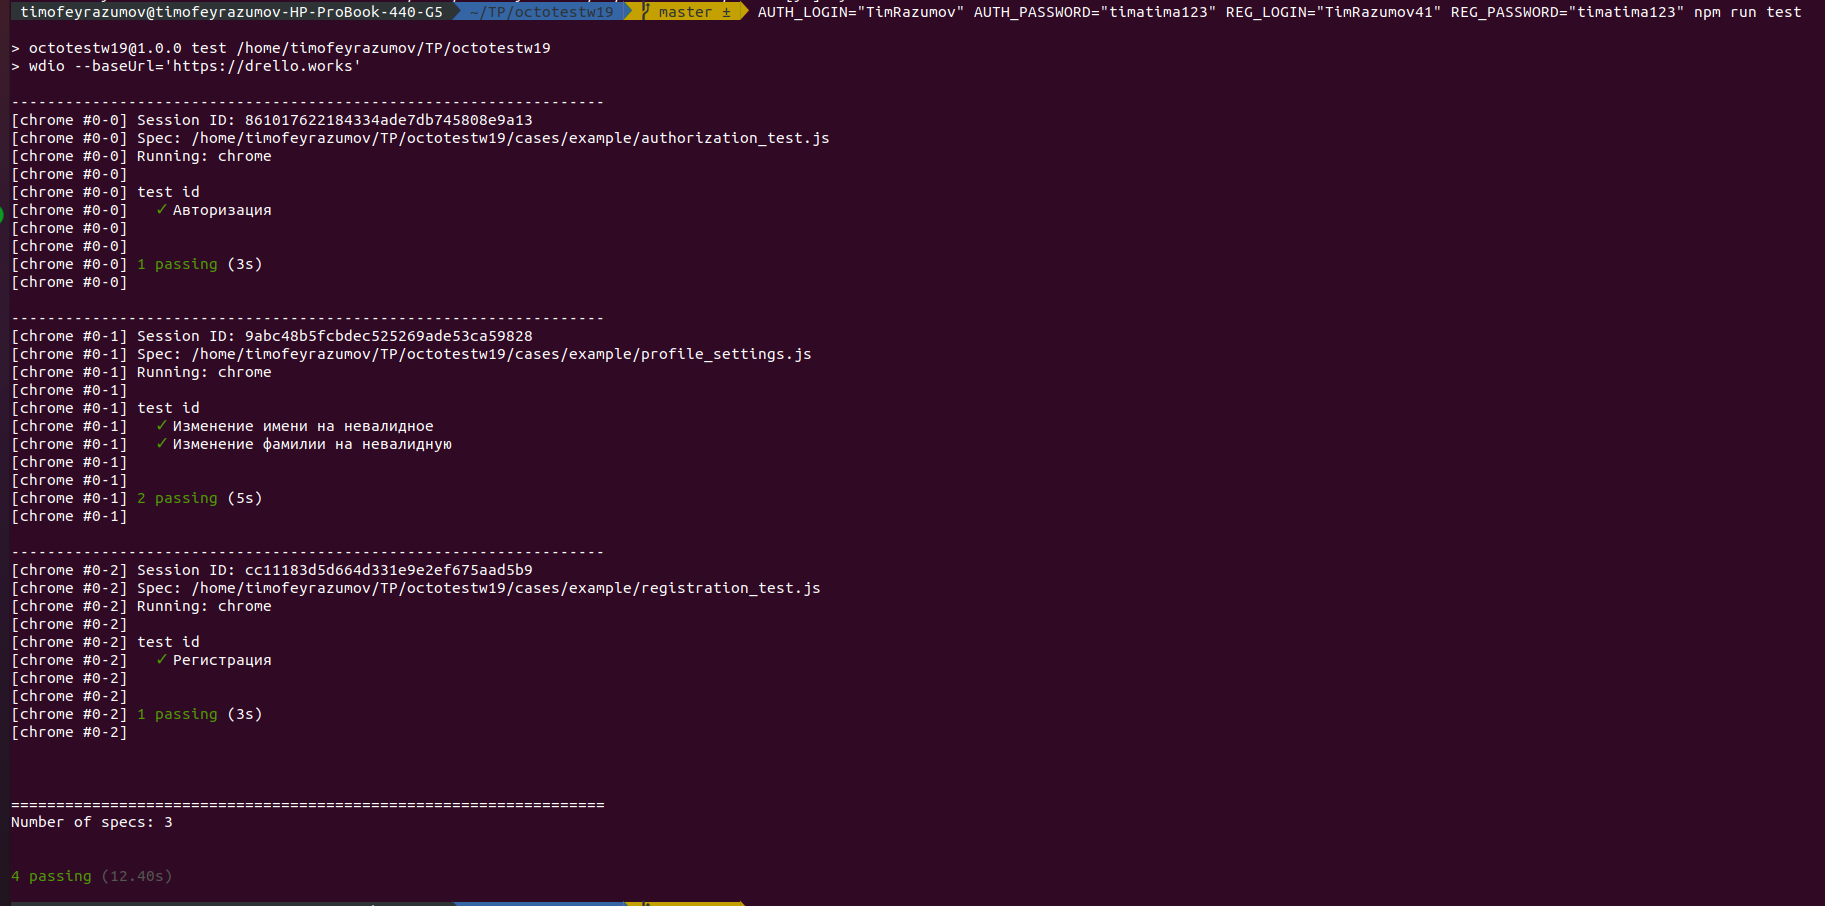 timofeyrazumov@timofeyrazumov-HP-ProBook-440-G5 ~/TP/octotestw19 master ± AUTH_LOGIN="TimRazumov" AUTH_PASSWORD="timatima123" REG_LOGIN="TimRazumov41" REG_PASSWORD="timatima123" npm run test
> octotestw19@1.0.0 test /home/timofeyrazumov/TP/octotestw19
> wdio --baseUrl='https://drello.works'
------------------------------------------------------------------
[chrome #0-0] Session ID: 861017622184334ade7db745808e9a13
[chrome #0-0] Spec: /home/timofeyrazumov/TP/octotestw19/cases/example/authorization_test.js
[chrome #0-0] Running: chrome
[chrome #0-0]
[chrome #0-0] test id
[chrome #0-0] ✓ Авторизация
[chrome #0-0]
[chrome #0-0]
[chrome #0-0] 1 passing (3s)
[chrome #0-0]
------------------------------------------------------------------
[chrome #0-1] Session ID: 9abc48b5fcbdec525269ade53ca59828
[chrome #0-1] Spec: /home/timofeyrazumov/TP/octotestw19/cases/example/profile_settings.js
[chrome #0-1] Running: chrome
[chrome #0-1]
[chrome #0-1] test id
[chrome #0-1] ✓ Изменение имени на невалидное
[chrome #0-1] ✓ Изменение фамилии на невалидную
[chrome #0-1]
[chrome #0-1]
[chrome #0-1] 2 passing (5s)
[chrome #0-1]
------------------------------------------------------------------
[chrome #0-2] Session ID: cc11183d5d664d331e9e2ef675aad5b9
[chrome #0-2] Spec: /home/timofeyrazumov/TP/octotestw19/cases/example/registration_test.js
[chrome #0-2] Running: chrome
[chrome #0-2]
[chrome #0-2] test id
[chrome #0-2] ✓ Регистрация
[chrome #0-2]
[chrome #0-2]
[chrome #0-2] 1 passing (3s)
[chrome #0-2]
==================================================================
Number of specs: 3
4 passing (12.40s)